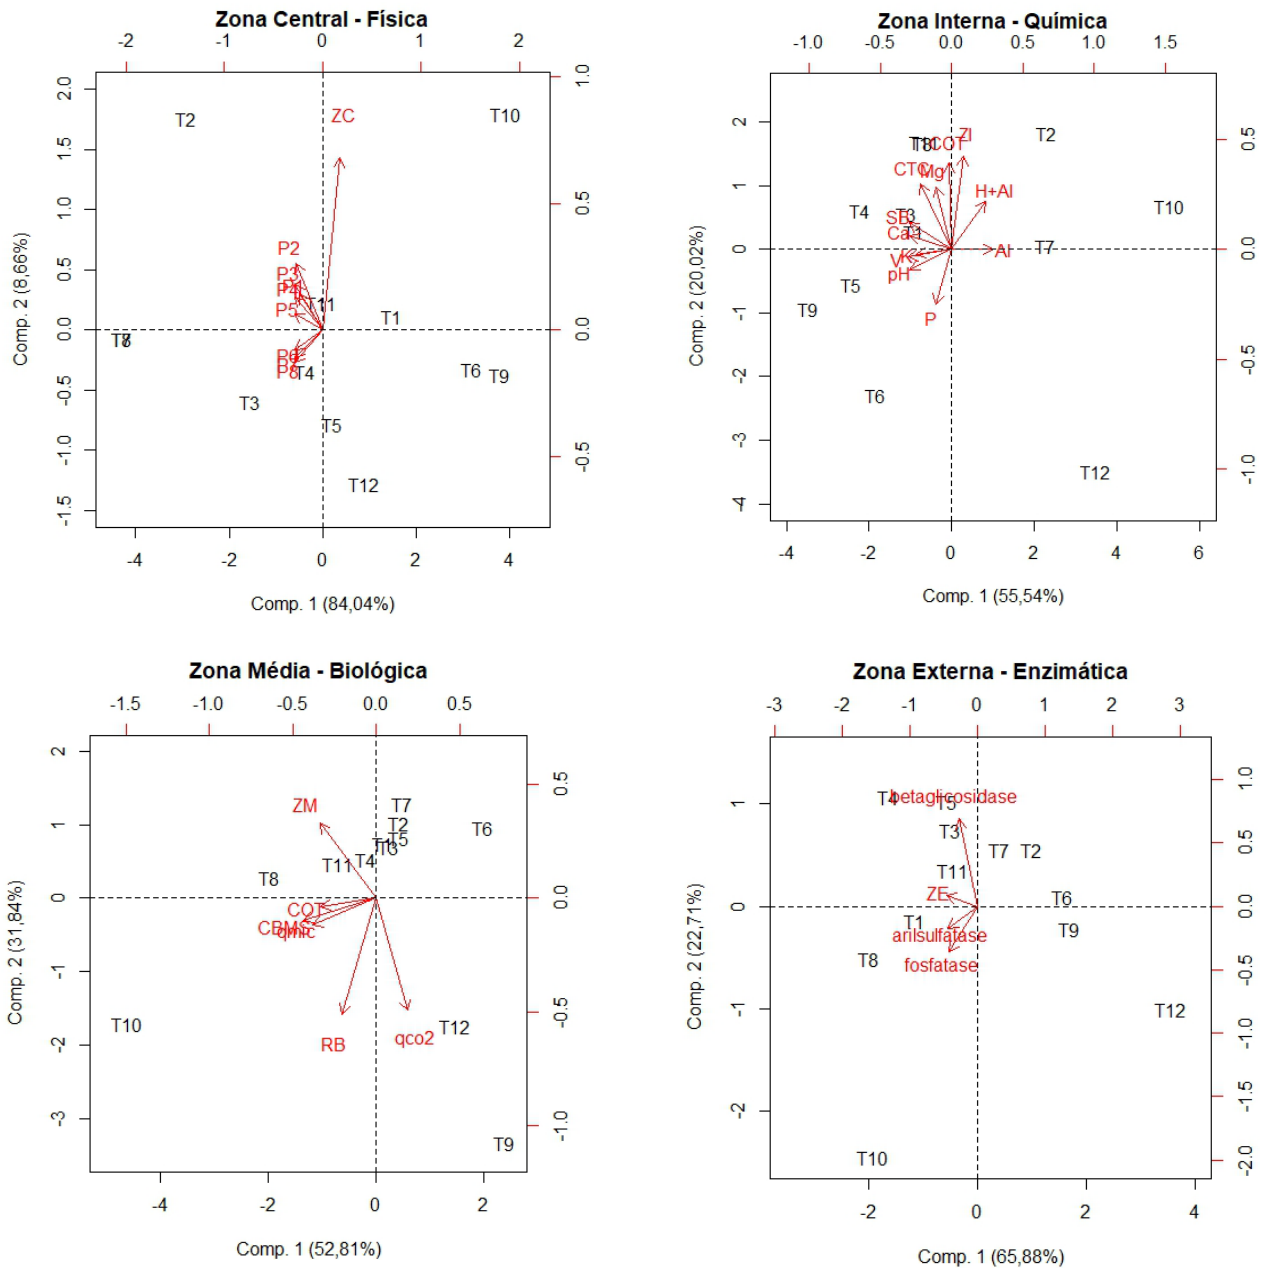 Zona Central - Física
-2 -1 0 1 2
2.0 1.5 1.0 0.5 0.0 -0.5 -1.0 -1.5
Comp. 2 (8,66%)
1.0 0.5 0.0 -0.5
ZC
T10
T2
P2
P3
P4
P5
T11
T1
T8
P6
P8
T4
T6
T9
T3
T5
T12
-4 -2 0 2 4
Comp. 1 (84,04%)
Zona Interna - Química
-1.0 -0.5 0.0 0.5 1.0 1.5
2 1 0 -1 -2 -3 -4
Comp. 2 (20,02%)
0.5 0.0 -0.5 -1.0
ZI
T2
T8
COT
CTC
Mg
H+Al
T4
T3
T10
SB
Ca
T1
T7
Al
V
K
pH
T5
T9
P
T6
T12
-4 -2 0 2 4 6
Comp. 1 (55,54%)
Zona Média - Biológica
-1.5 -1.0 -0.5 0.0 0.5
2 1 0 -1 -2 -3
Comp. 2 (31,84%)
0.5 0.0 -0.5 -1.0
ZM
T7
T2
T6
T5
T3
T4
T11
T8
COT
CBMS
qmic
T10
T12
RB
qco2
T9
-4 -2 0 2
Comp. 1 (52,81%)
Zona Externa - Enzimática
-3 -2 -1 0 1 2 3
1 0 -1 -2
Comp. 2 (22,71%)
1.0 0.5 0.0 -0.5 -1.0 -1.5 -2.0
T4
betaglicosidase
T5
T3
T7
T2
T11
ZE
T6
T1
T9
arilsulfatase
T8
fosfatase
T12
T10
-2 0 2 4
Comp. 1 (65,88%)